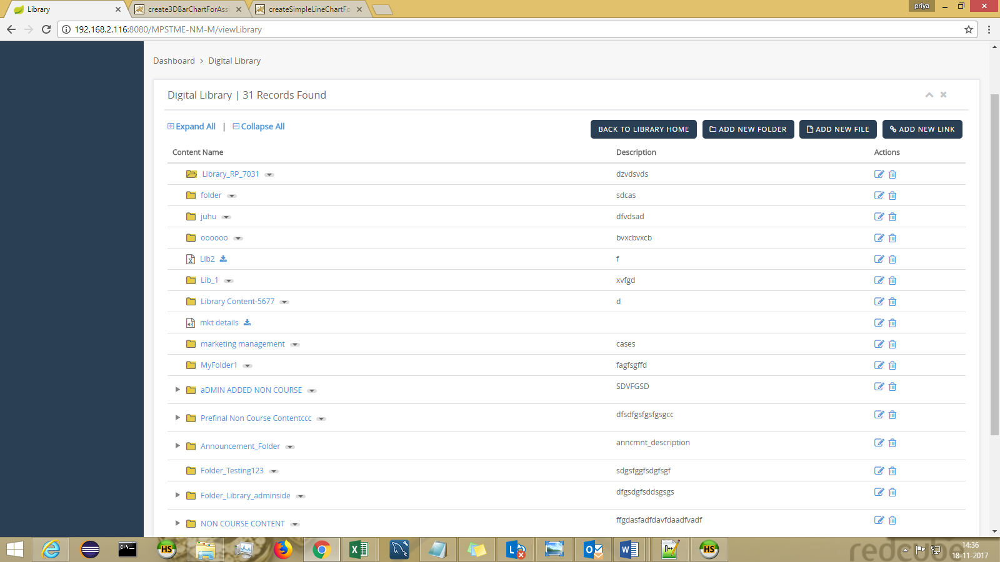 Library
create3DBarChartForAssi
createSimpleLineChartFo
priya
192.168.2.116:8080/MPSTME-NM-M/viewLibrary
Dashboard > Digital Library
Digital Library | 31 Records Found
Expand All | Collapse All
BACK TO LIBRARY HOME
ADD NEW FOLDER
ADD NEW FILE
ADD NEW LINK
Content Name Description Actions
Library_RP_7031 dzvdsvds
folder sdcas
juhu dfvdsad
oooooo bvxcbvxcb
Lib2 f
Lib_1 xvfgd
Library Content-5677 d
mkt details
marketing management cases
MyFolder1 fagfsgffd
aDMIN ADDED NON COURSE SDVFGSD
Prefinal Non Course Contentccc dfsdfgsfgsfgsgcc
Announcement_Folder anncmnt_description
Folder_Testing123 sdgsfggfsdgfsgf
Folder_Library_adminside dfgsdgfsddsgsgs
NON COURSE CONTENT ffgdasfadfdavfdaadfvadf
redcube
14:36
18-11-2017